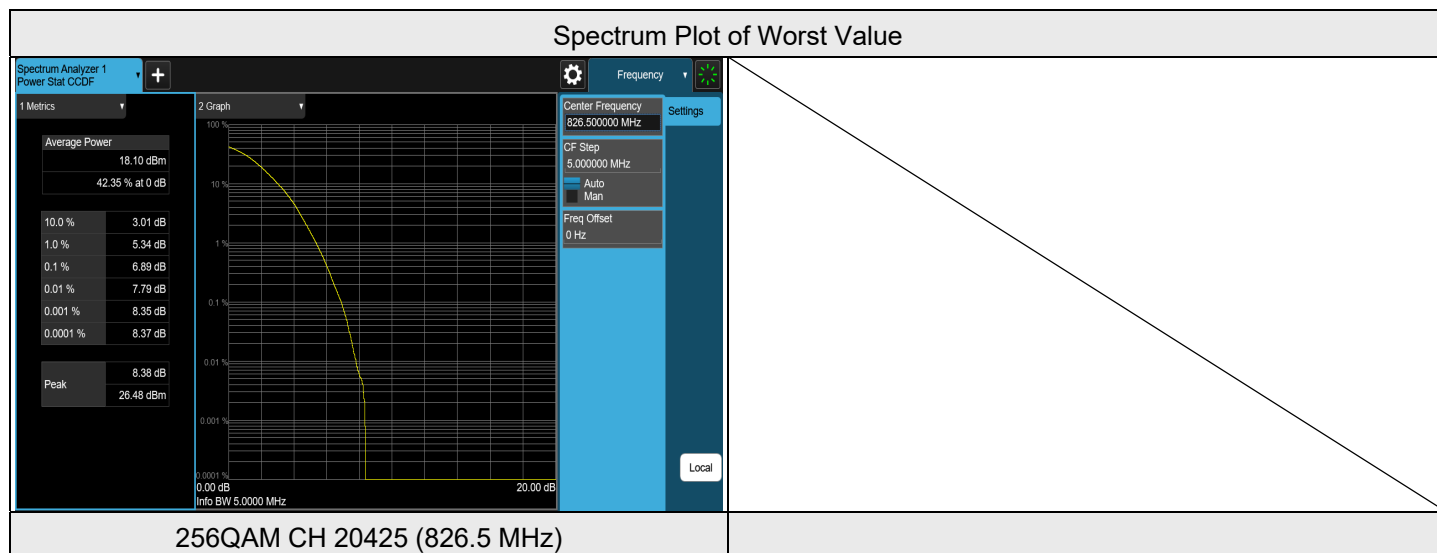 Spectrum Plot of Worst Value
Spectrum Analyzer 1
Power Stat CCDF
+
Frequency
1 Metrics
2 Graph
Average Power
18.10 dBm
42.35 % at 0 dB
10.0 % 3.01 dB
1.0 % 5.34 dB
0.1 % 6.89 dB
0.01 % 7.79 dB
0.001 % 8.35 dB
0.0001 % 8.37 dB
Peak
8.38 dB
26.48 dBm
100 %
10 %
1 %
0.1 %
0.01 %
0.001 %
0.0001 %
0.00 dB 20.00 dB
Info BW 5.0000 MHz
Center Frequency
826.500000 MHz
CF Step
5.000000 MHz
Auto
Man
Freq Offset
0 Hz
Settings
Local
256QAM CH 20425 (826.5 MHz)